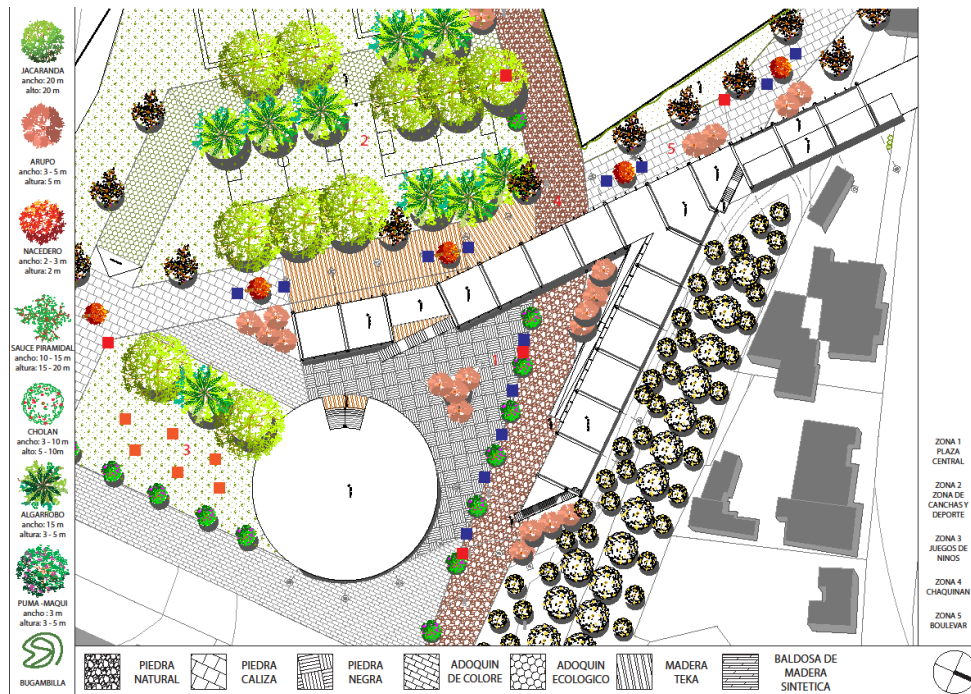 JACARANDA
ancho: 20 m
alto: 20 m
ARUPO
ancho: 3 - 5 m
altura: 5 m
NACEDERO
ancho: 2 - 3 m
altura: 2 m
SAUCE PIRAMIDAL
ancho: 10 - 15 m
altura: 15 - 20 m
CHOLAN
ancho: 3 - 10 m
alto: 5 - 10m
ALGARROBO
ancho: 15 m
altura: 3 - 5 m
PUMA -MAQUI
ancho : 3 m
altura: 3 - 5 m
BUGAMBILLA
2
5
4
1
3
ZONA 1
PLAZA
CENTRAL
ZONA 2
ZONA DE
CANCHAS Y
DEPORTE
ZONA 3
JUEGOS DE
NINOS
ZONA 4
CHAQUINAN
ZONA 5
BOULEVAR
PIEDRA
NATURAL
PIEDRA
CALIZA
PIEDRA
NEGRA
ADOQUIN
DE COLORE
ADOQUIN
ECOLOGICO
MADERA
TEKA
BALDOSA DE
MADERA
SINTETICA